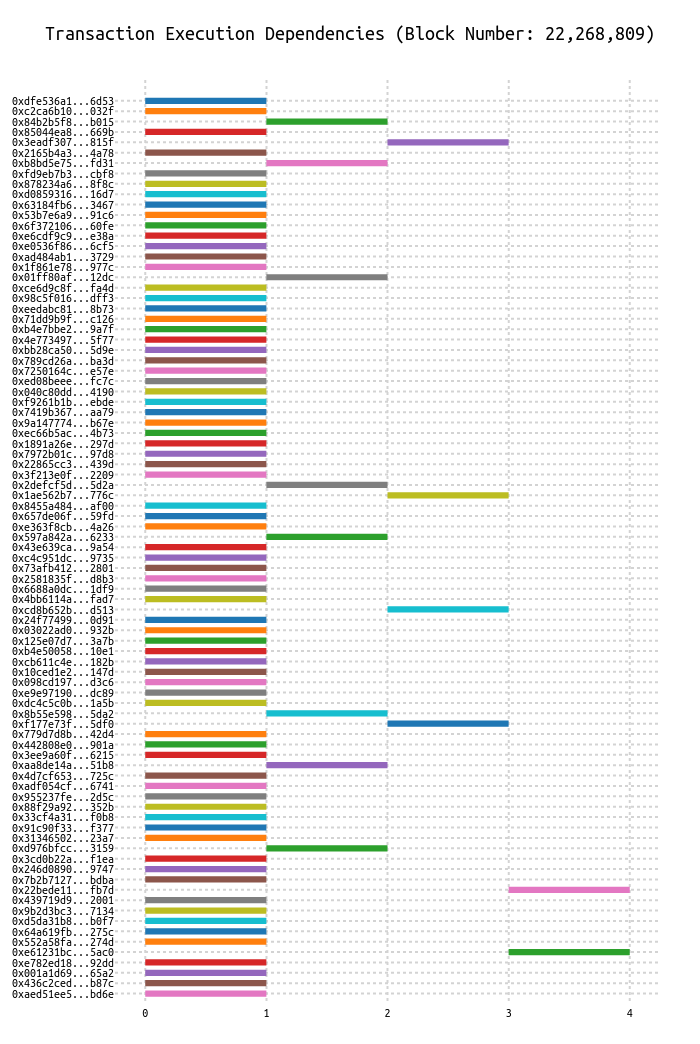 Transaction Execution Dependencies (Block Number: 22,268,809)
0xdfe536a1...6d53
0xc2ca6b10...032f
0x84b2b5f8...b015
0x85044ea8...669b
0x3eadf307...815f
0x2165b4a3...4a78
0xb8bd5e75...fd31
0xfd9eb7b3...cbf8
0x878234a6...8f8c
0xd0859316...16d7
0x63184fb6...3467
0x53b7e6a9...91c6
0x6f372106...60fe
0xe6cdf9c9...e38a
0xe0536f86...6cf5
0xad484ab1...3729
0x1f861e78...977c
0x01ff80af...12dc
0xce6d9c8f...fa4d
0x98c5f016...dff3
0xeedabc81...8b73
0x71dd9b9f...c126
0xb4e7bbe2...9a7f
0x4e773497...5f77
0xbb28ca50...5d9e
0x789cd26a...ba3d
0x7250164c...e57e
0xed08beee...fc7c
0x040c80dd...4190
0xf9261b1b...ebde
0x7419b367...aa79
0x9a147774...b67e
0xec66b5ac...4b73
0x1891a26e...297d
0x7972b01c...97d8
0x22865cc3...439d
0x3f213e0f...2209
0x2defcf5d...5d2a
0x1ae562b7...776c
0x8455a484...af00
0x657de06f...59fd
0xe363f8cb...4a26
0x597a842a...6233
0x43e639ca...9a54
0xc4c951dc...9735
0x73afb412...2801
0x2581835f...d8b3
0x6688a0dc...1df9
0x4bb6114a...fad7
0xcd8b652b...d513
0x24f77499...0d91
0x03022ad0...932b
0x125e07d7...3a7b
0xb4e50058...10e1
0xcb611c4e...182b
0x10ced1e2...147d
0x098cd197...d3c6
0xe9e97190...dc89
0xdc4c5c0b...1a5b
0x8b55e598...5da2
0xf177e73f...5df0
0x779d7d8b...42d4
0x442808e0...901a
0x3ee9a60f...6215
0xaa8de14a...51b8
0x4d7cf653...725c
0xadf054cf...6741
0x955237fe...2d5c
0x88f29a92...352b
0x33cf4a31...f0b8
0x91c90f33...f377
0x31346502...23a7
0xd976bfcc...3159
0x3cd0b22a...f1ea
0x246d0890...9747
0x7b2b7127...bdba
0x22bede11...fb7d
0x439719d9...2001
0x9b2d3bc3...7134
0xd5da31b8...b0f7
0x64a619fb...275c
0x552a58fa...274d
0xe61231bc...5ac0
0xe782ed18...92dd
0x001a1d69...65a2
0x436c2ced...b87c
0xaed51ee5...bd6e
0 1 2 3 4